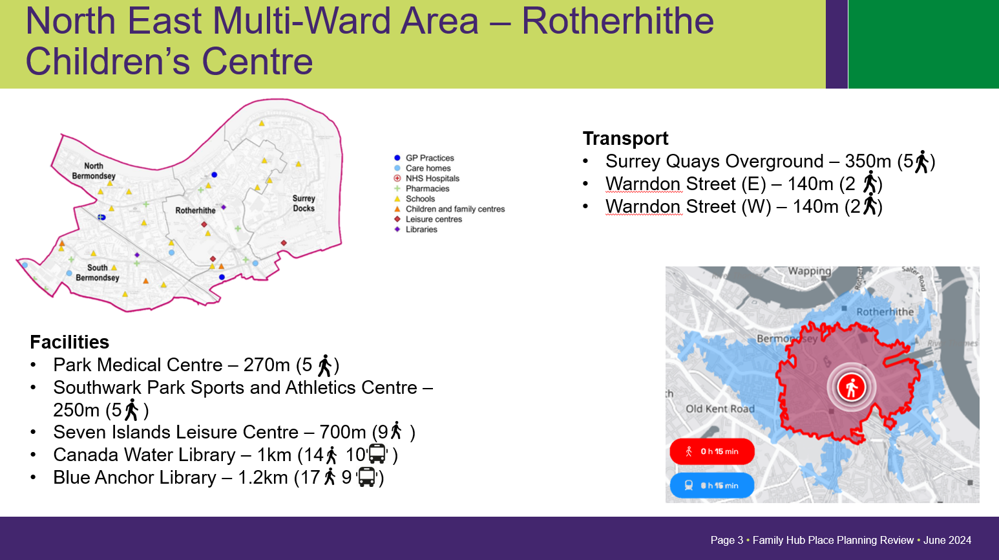 North East Multi-Ward Area – Rotherhithe
Children's Centre
North
Bermondsey
Rotherhithe
Surrey
Docks
South
Bermondsey
GP Practices
Care homes
NHS Hospitals
Pharmacies
Schools
Children and family centres
Leisure centres
Libraries
Transport
• Surrey Quays Overground – 350m (5 )
• Warndon Street (E) – 140m (2 )
• Warndon Street (W) – 140m (2 )
Facilities
• Park Medical Centre – 270m (5 )
• Southwark Park Sports and Athletics Centre –
250m (5 )
• Seven Islands Leisure Centre – 700m (9 )
• Canada Water Library – 1km (14 10 )
• Blue Anchor Library – 1.2km (17 9 )
Wapping
Salter Road
Rotherhithe
Bermondsey
River Thames
Old Kent Road
0 h 15 min
0 h 15 min
Page 3 • Family Hub Place Planning Review • June 2024